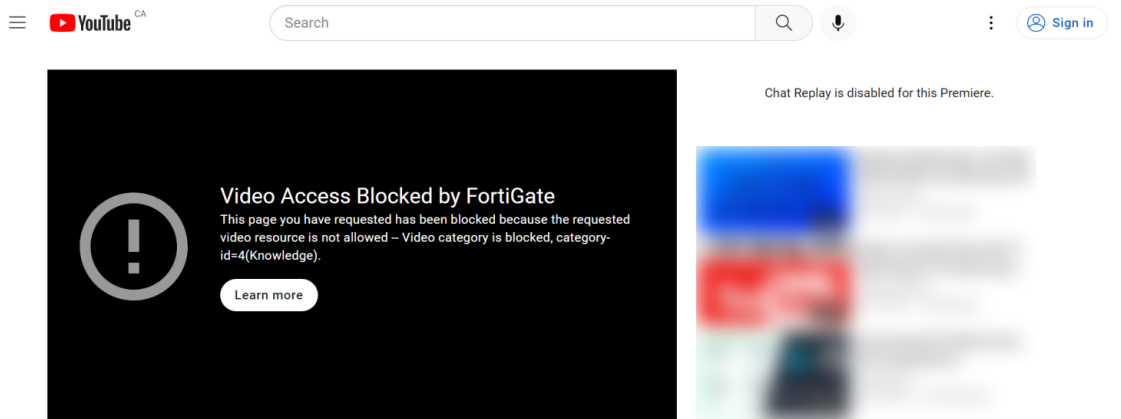 YouTube CA
Search
Sign in
Chat Replay is disabled for this Premiere.
Video Access Blocked by FortiGate
This page you have requested has been blocked because the requested
video resource is not allowed -- Video category is blocked, category-
id=4(Knowledge).
Learn more